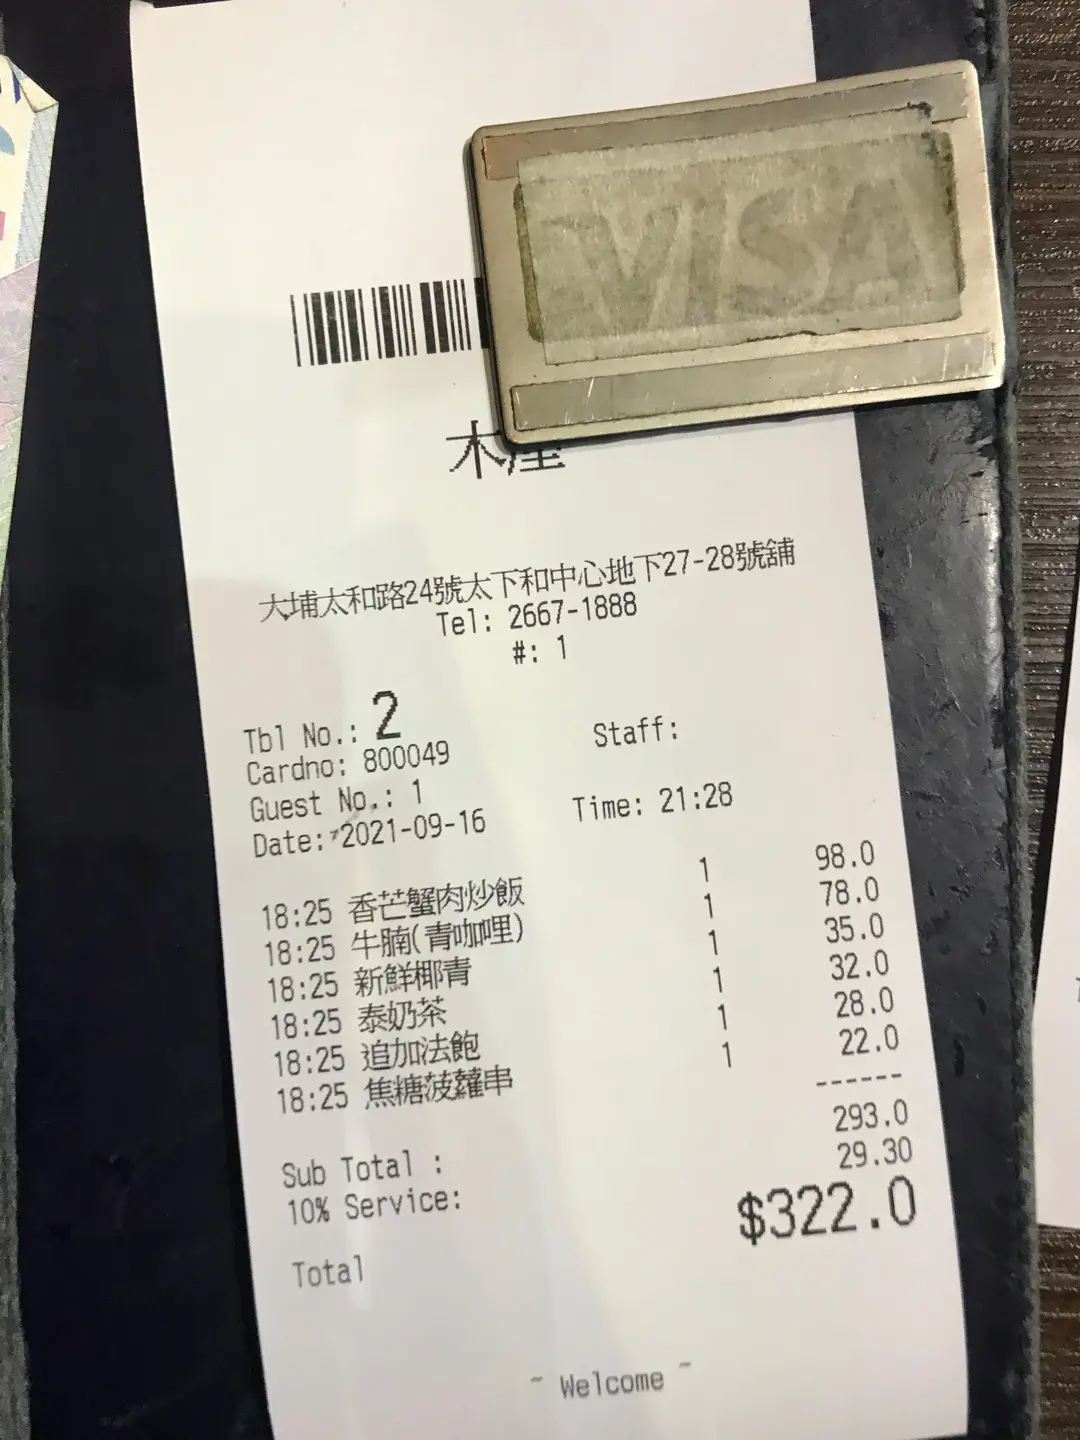 VISA
木
大埔太和路24號太下和中心地下27-28號舖
Tel: 2667-1888
#: 1
Tbl No.: 2
Staff:
Cardno: 800049
Guest No.: 1
Date: 2021-09-16 Time: 21:28
18:25 香芒蟹肉炒飯 1 98.0
18:25 牛腩(青咖哩) 1 78.0
18:25 新鮮椰青 1 35.0
18:25 泰奶茶 1 32.0
18:25 追加法飽 1 28.0
18:25 焦糖菠蘿串 1 22.0
------
Sub Total : 293.0
10% Service: 29.30
Total $322.0
~ Welcome ~